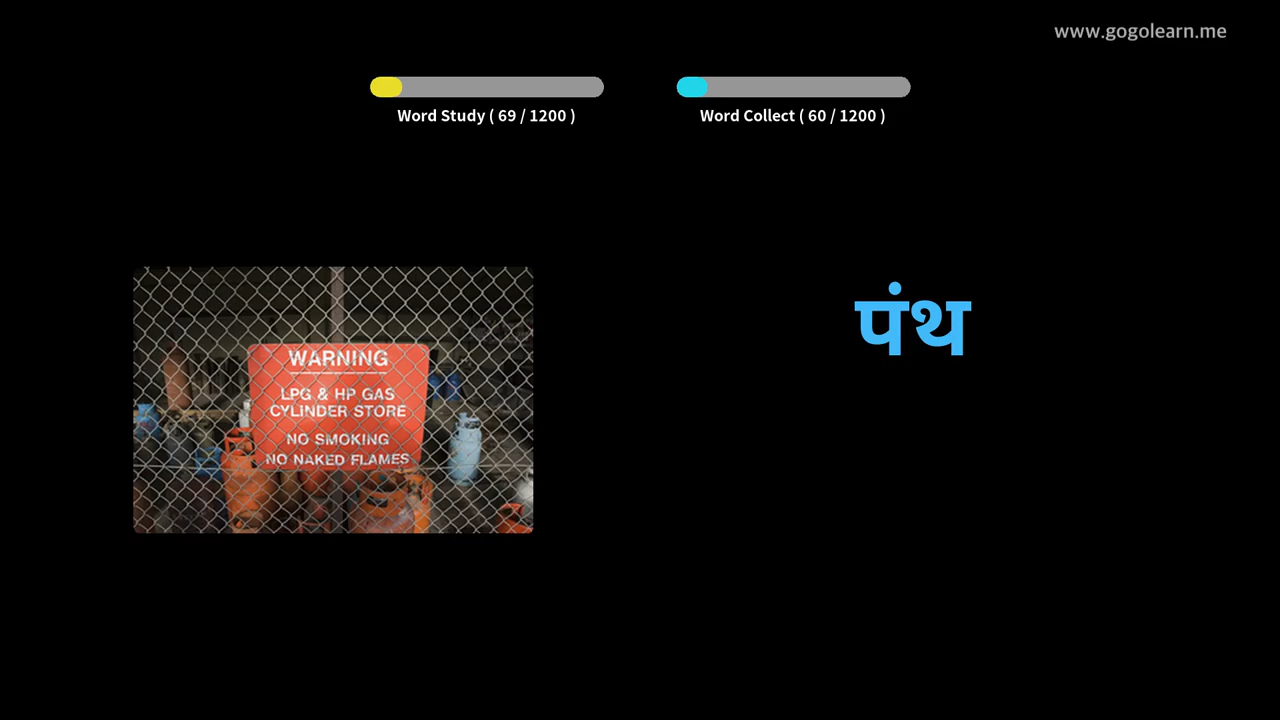 www.gogolearn.me
Word Study ( 69 / 1200 )
Word Collect ( 60 / 1200 )
WARNING
LPG & HP GAS
CYLINDER STORE
NO SMOKING
NO NAKED FLAMES
पंथ